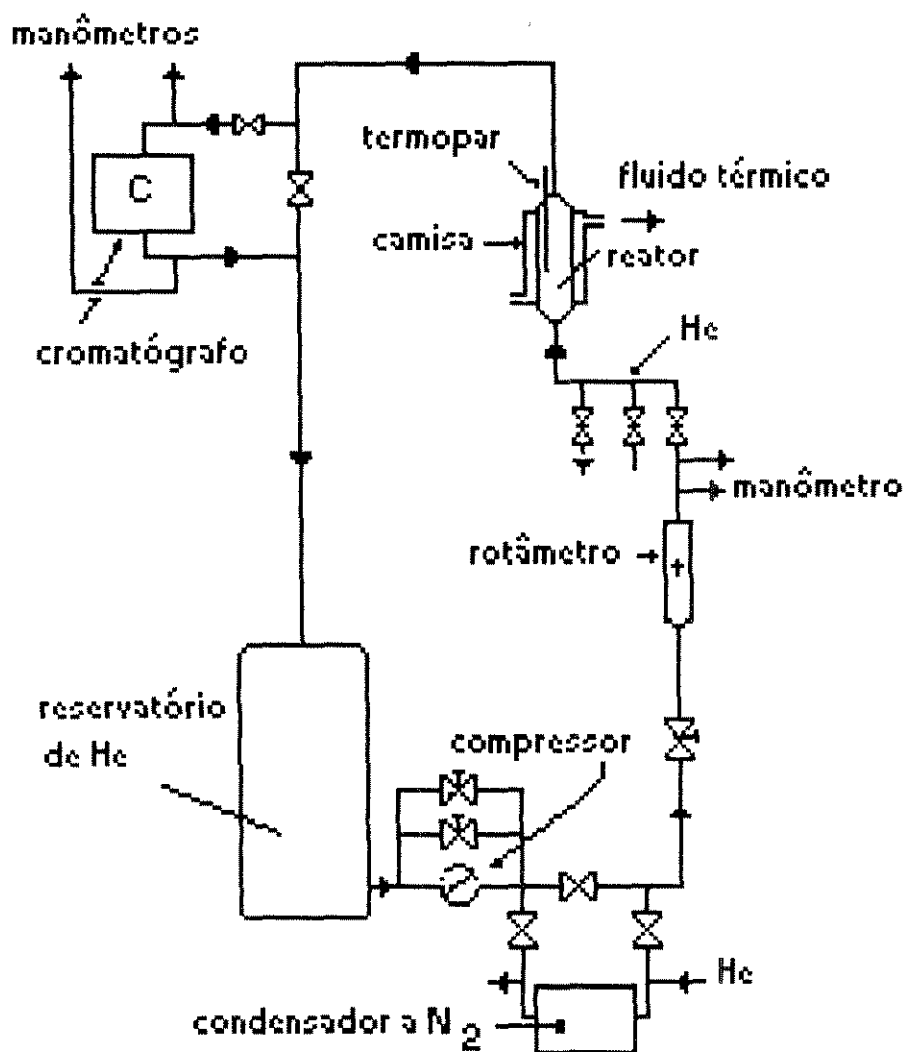 manômetros
termopar
fluido térmico
C
camisa
reator
He
cromatógrafo
manômetro
rotâmetro
reservatório
de He
compressor
He
condensador a N2